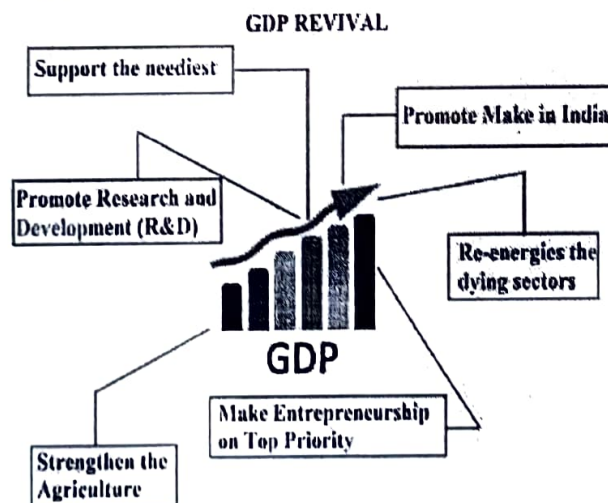 GDP REVIVAL
Support the neediest
Promote Make in India
Promote Research and
Development (R&D)
Re-energies the
dying sectors
GDP
Make Entrepreneurship
on Top Priority
Strengthen the
Agriculture